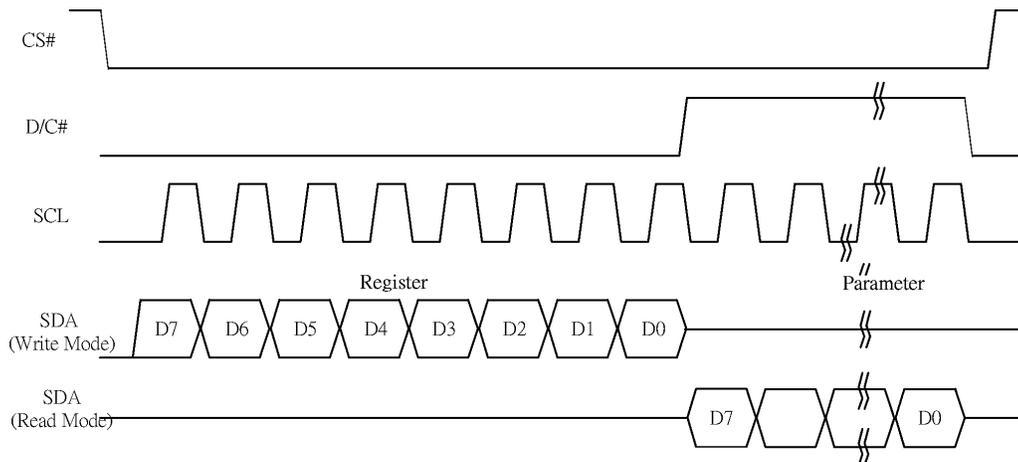 CS#
D/C#
SCL
Register Parameter
SDA
(Write Mode)
D7 D6 D5 D4 D3 D2 D1 D0
SDA
(Read Mode)
D7 D0